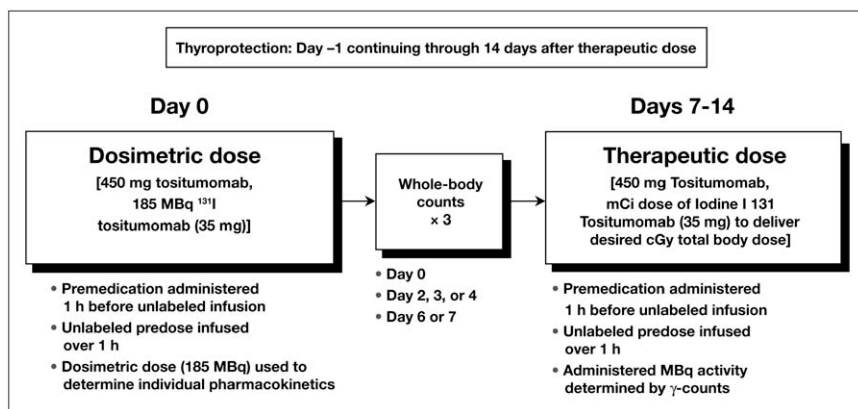 Thyroprotection: Day –1 continuing through 14 days after therapeutic dose
Day 0
Dosimetric dose
[450 mg tositumomab,
185 MBq ¹³¹I
tositumomab (35 mg)]
• Premedication administered
1 h before unlabeled infusion
• Unlabeled predose infused
over 1 h
• Dosimetric dose (185 MBq) used to
determine individual pharmacokinetics
Whole-body
counts
× 3
• Day 0
• Day 2, 3, or 4
• Day 6 or 7
Days 7-14
Therapeutic dose
[450 mg Tositumomab,
mCi dose of Iodine I 131
Tositumomab (35 mg) to deliver
desired cGy total body dose]
• Premedication administered
1 h before unlabeled infusion
• Unlabeled predose infused
over 1 h
• Administered MBq activity
determined by γ-counts